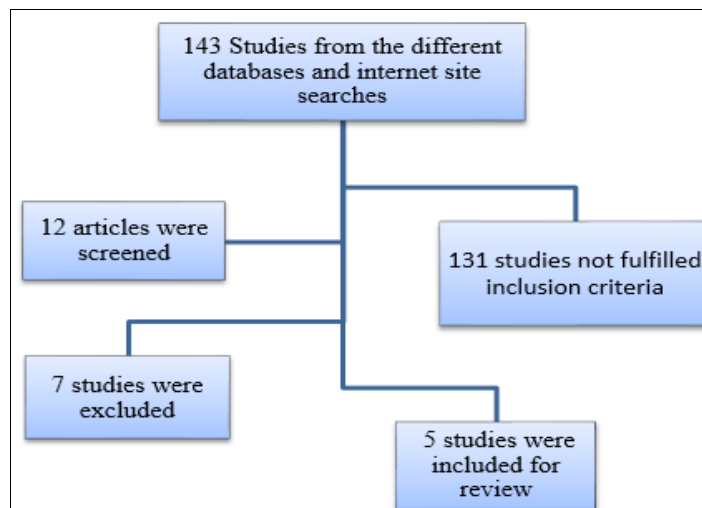 143 Studies from the different
databases and internet site
searches
12 articles were
screened
131 studies not fulfilled
inclusion criteria
7 studies were
excluded
5 studies were
included for
review